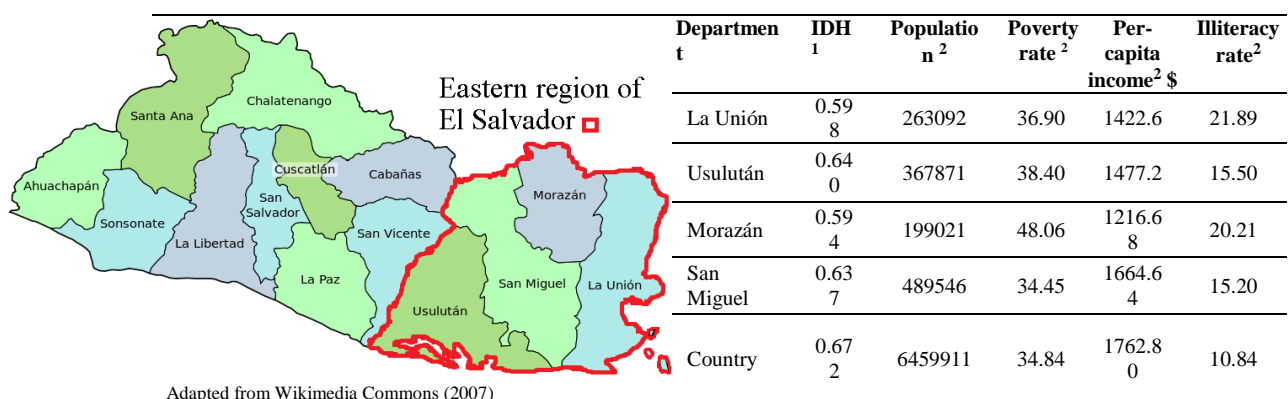 Eastern region of
El Salvador
Santa Ana
Chalatenango
Ahuachapán
Sonsonate
La Libertad
San
Salvador
Cuscatlán
Cabañas
La Paz
San Vicente
Usulután
San Miguel
Morazán
La Unión
Adapted from Wikimedia Commons (2007)
Departmen IDH Populatio Poverty Per- Illiteracy
t 1 n 2 rate 2 capita rate2
income2 $
La Unión 0.59 263092 36.90 1422.6 21.89
8
Usulután 0.64 367871 38.40 1477.2 15.50
0
Morazán 0.59 199021 48.06 1216.6 20.21
4 8
San 0.63 489546 34.45 1664.6 15.20
Miguel 7 4
Country 0.67 6459911 34.84 1762.8 10.84
2 0